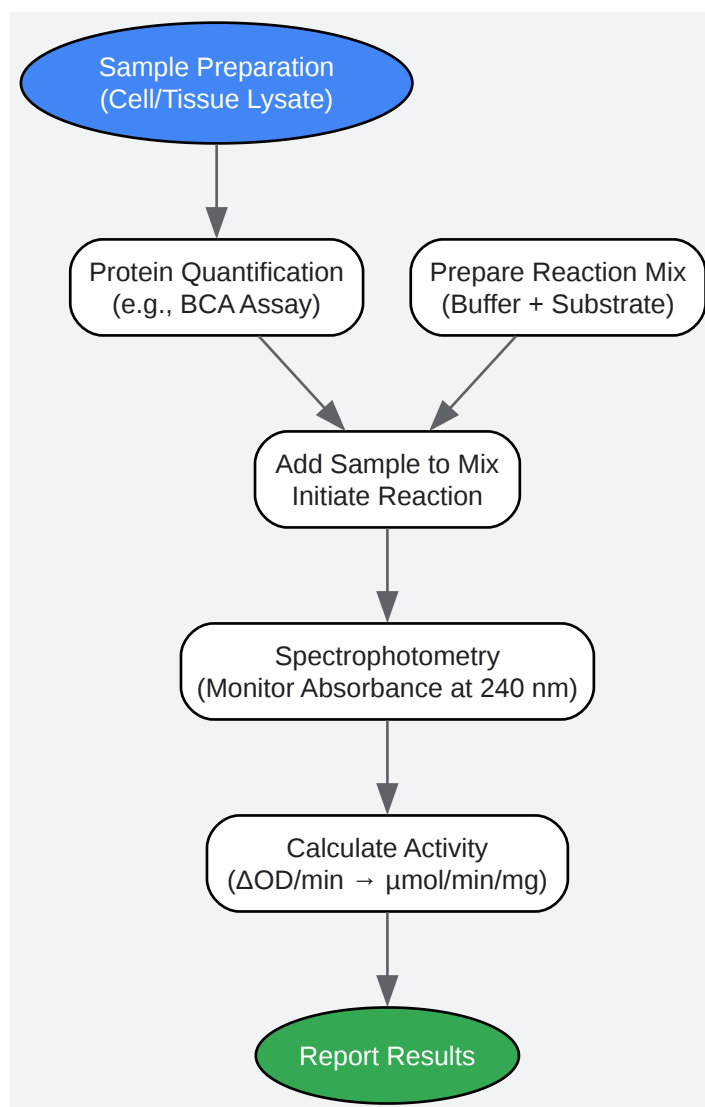 Sample Preparation
(Cell/Tissue Lysate)
Protein Quantification
(e.g., BCA Assay)
Prepare Reaction Mix
(Buffer + Substrate)
Add Sample to Mix
Initiate Reaction
Spectrophotometry
(Monitor Absorbance at 240 nm)
Calculate Activity
(ΔOD/min → µmol/min/mg)
Report Results